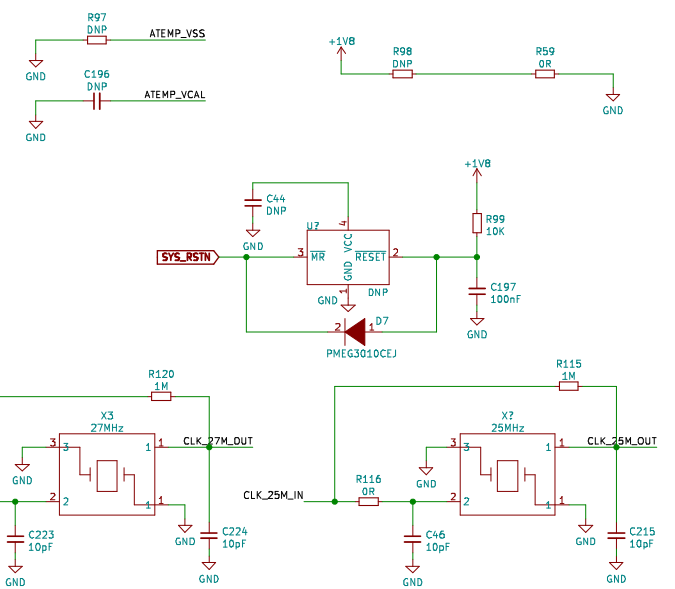 R97
DNP
ATEMP_VSS
GND
C196
DNP
ATEMP_VCAL
GND
+1V8
R98
DNP
R59
0R
GND
+1V8
C44
DNP
GND
U?
4
VCC
3
MR
RESET
2
GND
1
GND
DNP
SYS_RSTN
R99
10K
C197
100nF
GND
2
1
D7
PMEG3010CEJ
R120
1M
X3
27MHz
3
3
1
1
CLK_27M_OUT
GND
2
2
1
1
C223
10pF
GND
GND
C224
10pF
GND
R115
1M
X?
25MHz
3
3
1
1
CLK_25M_OUT
GND
CLK_25M_IN
R116
0R
2
2
1
1
C46
10pF
GND
GND
C215
10pF
GND